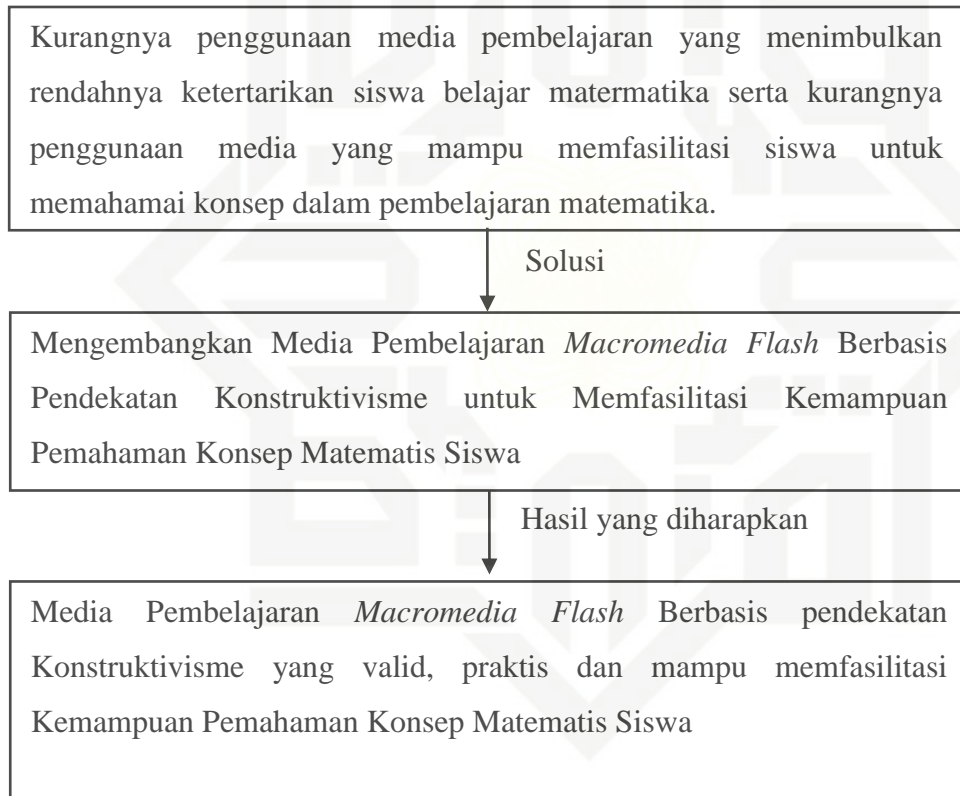 Kurangnya penggunaan media pembelajaran yang menimbulkan
rendahnya ketertarikan siswa belajar matermatika serta kurangnya
penggunaan media yang mampu memfasilitasi siswa untuk
memahamai konsep dalam pembelajaran matematika.
Solusi
Mengembangkan Media Pembelajaran Macromedia Flash Berbasis
Pendekatan Konstruktivisme untuk Memfasilitasi Kemampuan
Pemahaman Konsep Matematis Siswa
Hasil yang diharapkan
Media Pembelajaran Macromedia Flash Berbasis pendekatan
Konstruktivisme yang valid, praktis dan mampu memfasilitasi
Kemampuan Pemahaman Konsep Matematis Siswa